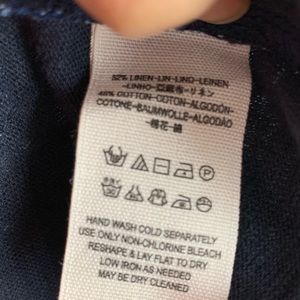 52% LINEN-LIN-LINO-LEINEN
-LINHO-亞麻布-リネン
48% COTTON-COTON-ALGODÓN-
COTONE-BAUMWOLLE-ALGODÃO
-棉花-綿
P
HAND WASH COLD SEPARATELY
USE ONLY NON-CHLORINE BLEACH
RESHAPE & LAY FLAT TO DRY
LOW IRON AS NEEDED
MAY BE DRY CLEANED